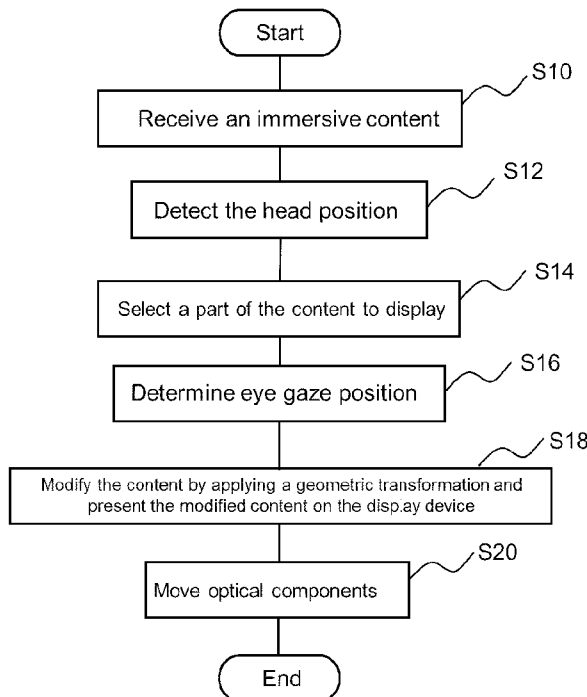 Start
S10
Receive an immersive content
S12
Detect the head position
S14
Select a part of the content to display
S16
Determine eye gaze position
S18
Modify the content by applying a geometric transformation and
present the modified content on the display device
S20
Move optical components
End